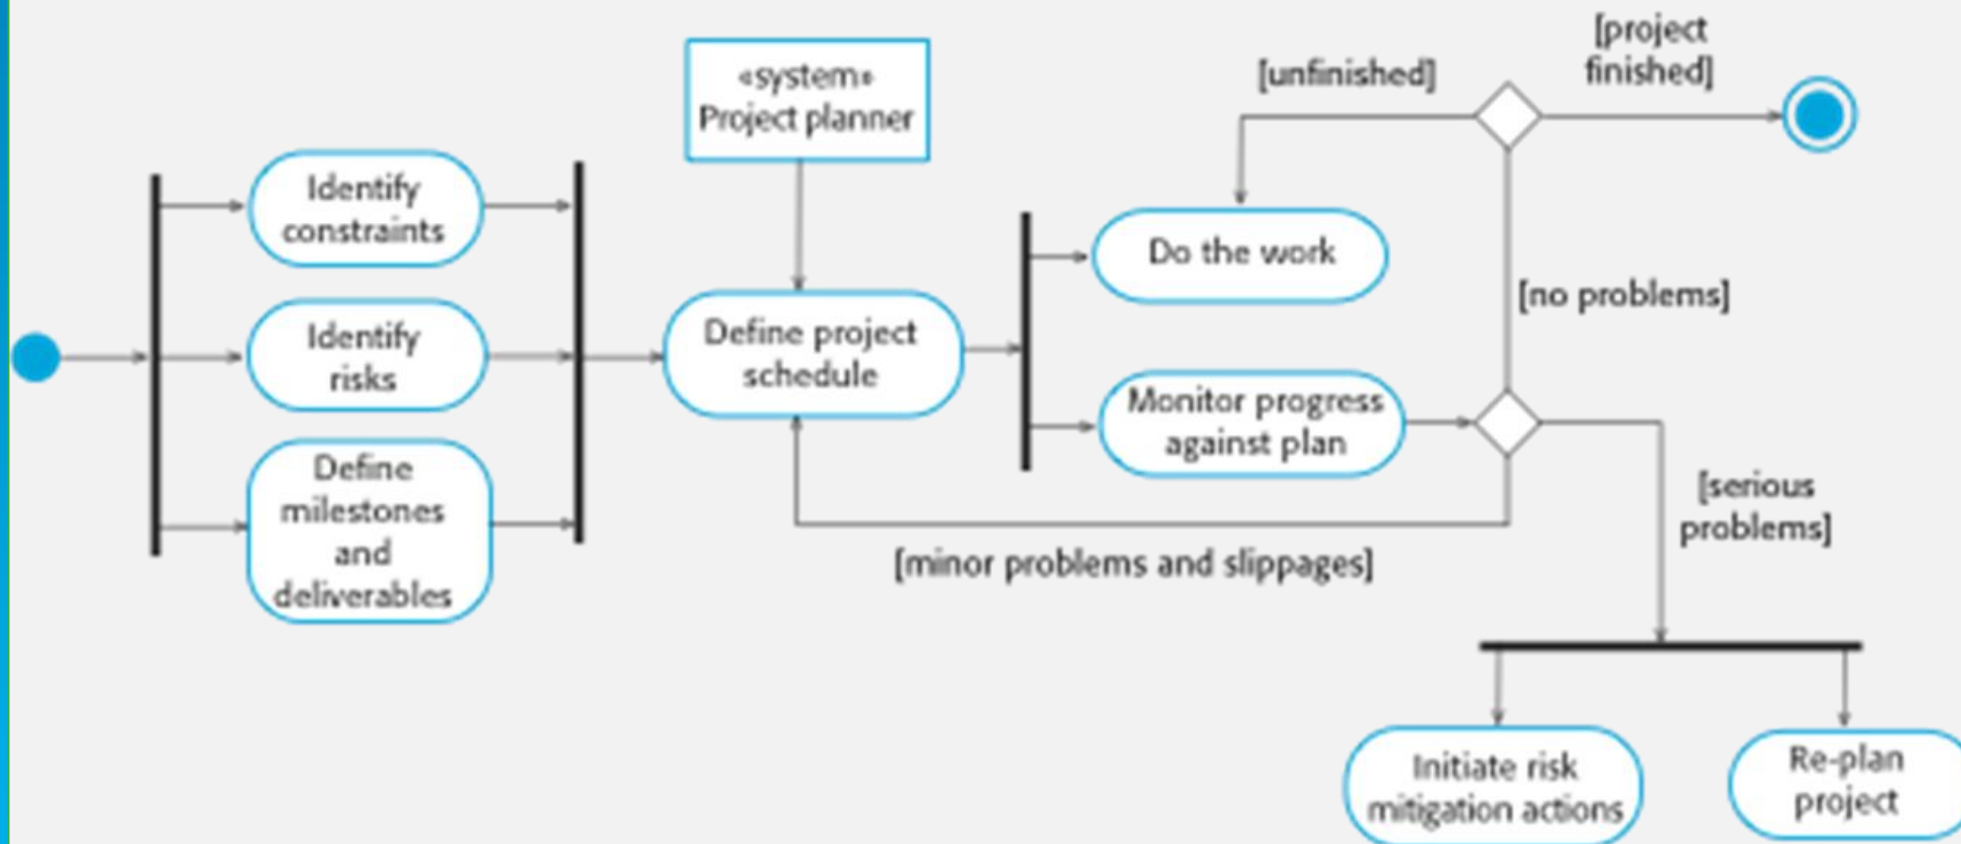 «system»
Project planner
[unfinished]
[project
finished]
Identify
constraints
Identify
risks
Define
milestones
and
deliverables
Define project
schedule
Do the work
[no problems]
Monitor progress
against plan
[serious
problems]
[minor problems and slippages]
Initiate risk
mitigation actions
Re-plan
project